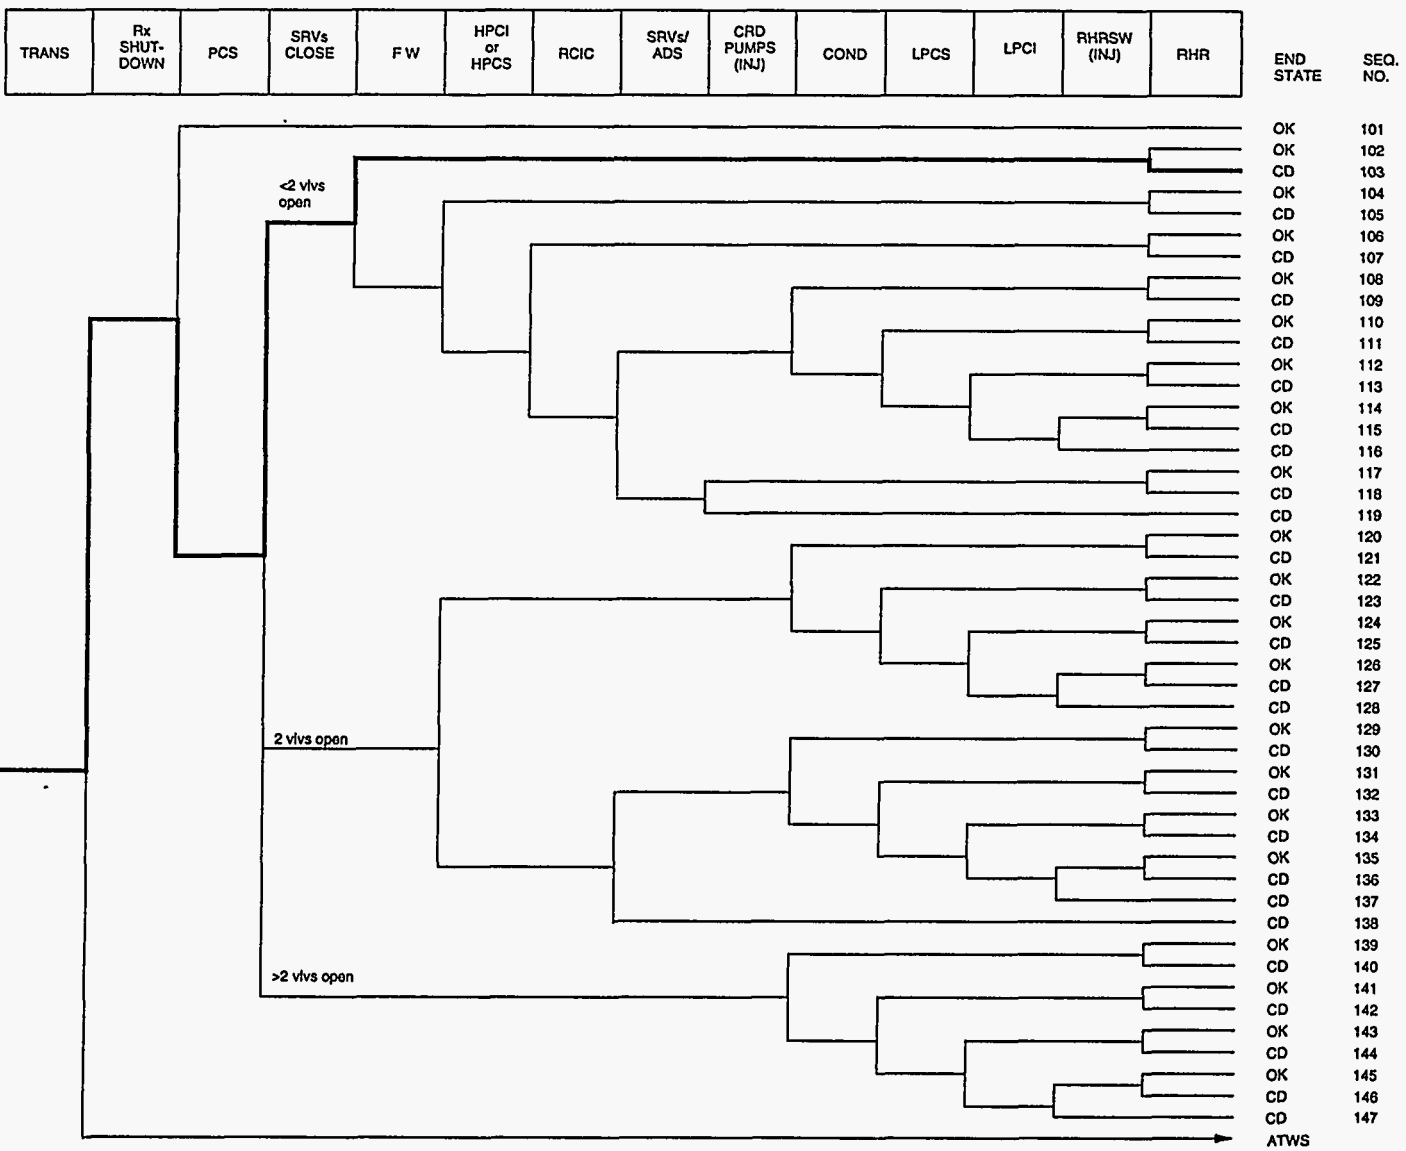 TRANS
Rx
SHUT-
DOWN
PCS
SRVs
CLOSE
F W
HPCI
or
HPCS
RCIC
SRVs/
ADS
CRD
PUMPS
(INJ)
COND
LPCS
LPCI
RHRSW
(INJ)
RHR
END
STATE
SEQ.
NO.
OK 101
OK 102
CD 103
OK 104
CD 105
OK 106
CD 107
OK 108
CD 109
OK 110
CD 111
OK 112
CD 113
OK 114
CD 115
CD 116
OK 117
CD 118
CD 119
OK 120
CD 121
OK 122
CD 123
OK 124
CD 125
OK 126
CD 127
CD 128
OK 129
CD 130
OK 131
CD 132
OK 133
CD 134
OK 135
CD 136
CD 137
CD 138
OK 139
CD 140
OK 141
CD 142
OK 143
CD 144
OK 145
CD 146
CD 147
ATWS
<2 vlvs
open
2 vlvs open
>2 vlvs open